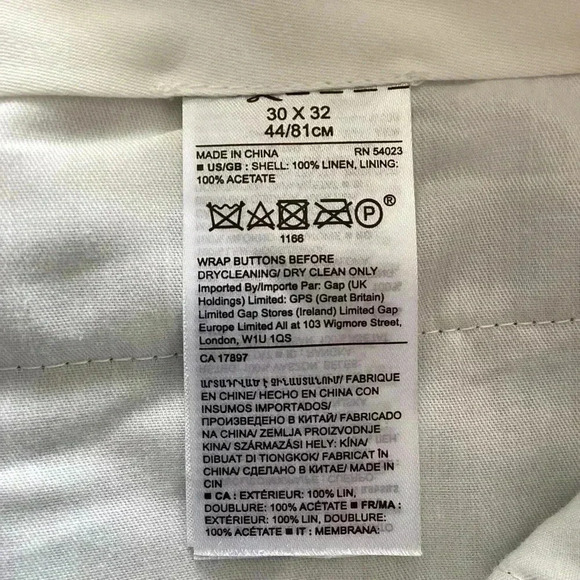 30 X 32
44/81CM
MADE IN CHINA RN 54023
■ US/GB : SHELL: 100% LINEN, LINING:
100% ACETATE
P ®
1166
WRAP BUTTONS BEFORE
DRYCLEANING/ DRY CLEAN ONLY
Imported By/Importe Par: Gap (UK
Holdings) Limited: GPS (Great Britain)
Limited Gap Stores (Ireland) Limited Gap
Europe Limited All at 103 Wigmore Street,
London, W1U 1QS
CA 17897
ԱՐՏԱԴՐՎԱԾ Է ՉԻՆԱՍՏԱՆՈՒՄ/ FABRIQUE
EN CHINE/ HECHO EN CHINA CON
INSUMOS IMPORTADOS/
ПРОИЗВЕДЕНО В КИТАЙ/ FABRICADO
NA CHINA/ ZEMLJA PROIZVODNJE
KINA/ SZÁRMAZÁSI HELY: KÍNA/
DIBUAT DI TIONGKOK/ FABRICAT ÎN
CHINA/ СДЕЛАНО В КИТАЕ/ MADE IN
CIN
■ CA : EXTÉRIEUR: 100% LIN,
DOUBLURE: 100% ACÉTATE ■ FR/MA :
EXTÉRIEUR: 100% LIN, DOUBLURE:
100% ACÉTATE ■ IT : MEMBRANA: